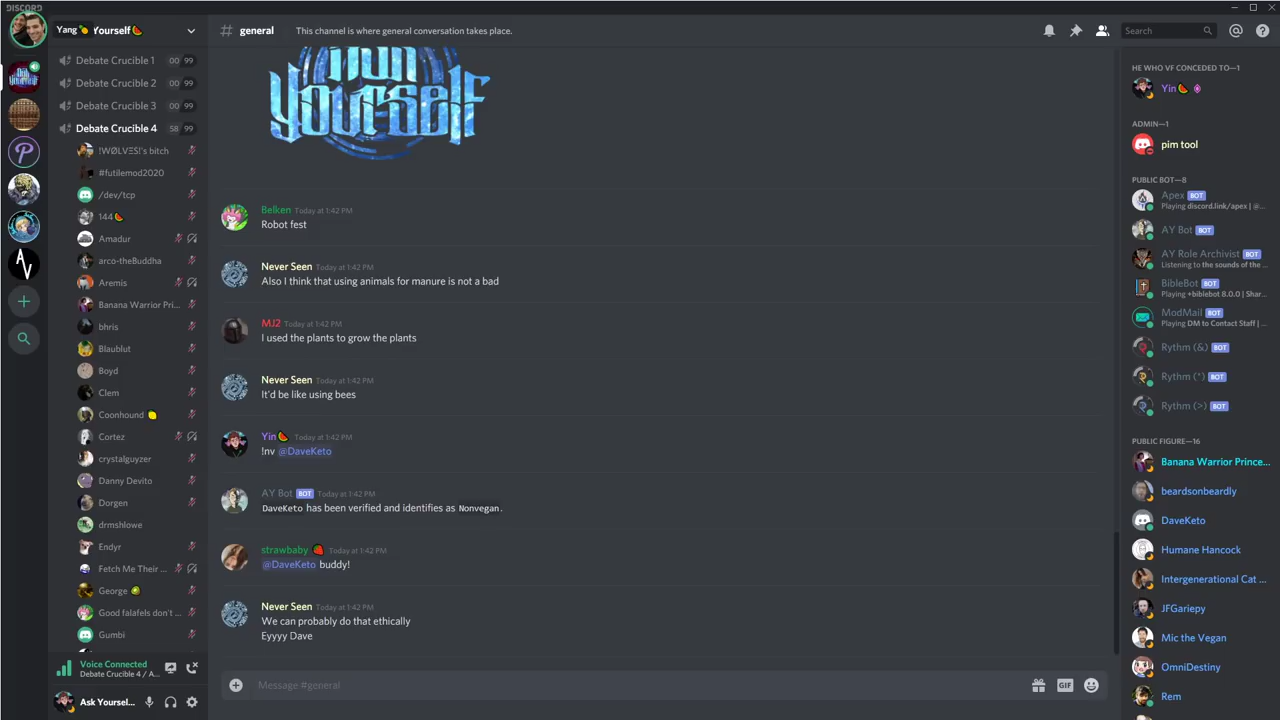 DISCORD
Yang🍍 Yourself🍉
# general This channel is where general conversation takes place.
Search
Debate Crucible 1 00 99
Debate Crucible 2 00 99
Debate Crucible 3 00 99
Debate Crucible 4 58 99
!WØLVΞS!'s bitch
#futilemod2020
/dev/tcp
144🍉
Amadur
arco-theBuddha
Aremis
Banana Warrior Prin...
bhris
Blaublut
Boyd
Clem
Coonhound 🍋
Cortez
crystalguyzer
Danny Devito
Dorgen
drmshlowe
Endyr
Fetch Me Their ...
George 🥝
Good falafels don't ...
Gumbi
Voice Connected
Debate Crucible 4 / A...
Ask Yoursel...
Yourself
Belken Today at 1:42 PM
Robot fest
Never Seen Today at 1:42 PM
Also I think that using animals for manure is not a bad
MJ2 Today at 1:42 PM
I used the plants to grow the plants
Never Seen Today at 1:42 PM
It'd be like using bees
Yin🍉 Today at 1:42 PM
!nv @DaveKeto
AY Bot BOT Today at 1:42 PM
DaveKeto has been verified and identifies as Nonvegan.
strawbaby 🍓 Today at 1:42 PM
@DaveKeto buddy!
Never Seen Today at 1:42 PM
We can probably do that ethically
Eyyyy Dave
Message #general
GIF
HE WHO VF CONCEDED TO—1
Yin🍉
ADMIN—1
pim tool
PUBLIC BOT—8
Apex BOT
Playing discord.link/apex | @...
AY Bot BOT
AY Role Archivist BOT
Listening to the sounds of the ...
BibleBot BOT
Playing +biblebot 8.0.0 | Shar...
ModMail BOT
Playing DM to Contact Staff | ...
Rythm (&) BOT
Rythm (*) BOT
Rythm (>) BOT
PUBLIC FIGURE—16
Banana Warrior Prince...
beardsonbeardly
DaveKeto
Humane Hancock
Intergenerational Cat ...
JFGariepy
Mic the Vegan
OmniDestiny
Rem